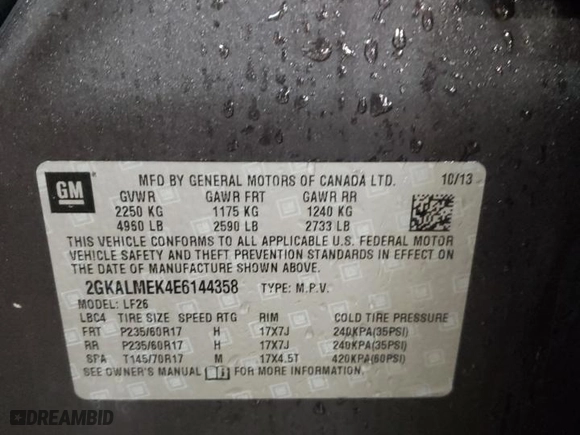 GM
MFD BY GENERAL MOTORS OF CANADA LTD. 10/13
GVWR GAWR FRT GAWR RR
2250 KG 1175 KG 1240 KG
4960 LB 2590 LB 2733 LB
THIS VEHICLE CONFORMS TO ALL APPLICABLE U.S. FEDERAL MOTOR
VEHICLE SAFETY AND THEFT PREVENTION STANDARDS IN EFFECT ON
THE DATE OF MANUFACTURE SHOWN ABOVE.
2GKALMEK4E6144358 TYPE: M.P.V.
MODEL: LF26
LBC4 TIRE SIZE SPEED RTG RIM COLD TIRE PRESSURE
FRT P235/60R17 H 17X7J 240KPA(35PSI)
RR P235/60R17 H 17X7J 240KPA(35PSI)
SPA T145/70R17 M 17X4.5T 420KPA(60PSI)
SEE OWNER'S MANUAL FOR MORE INFORMATION.
DREAMBID